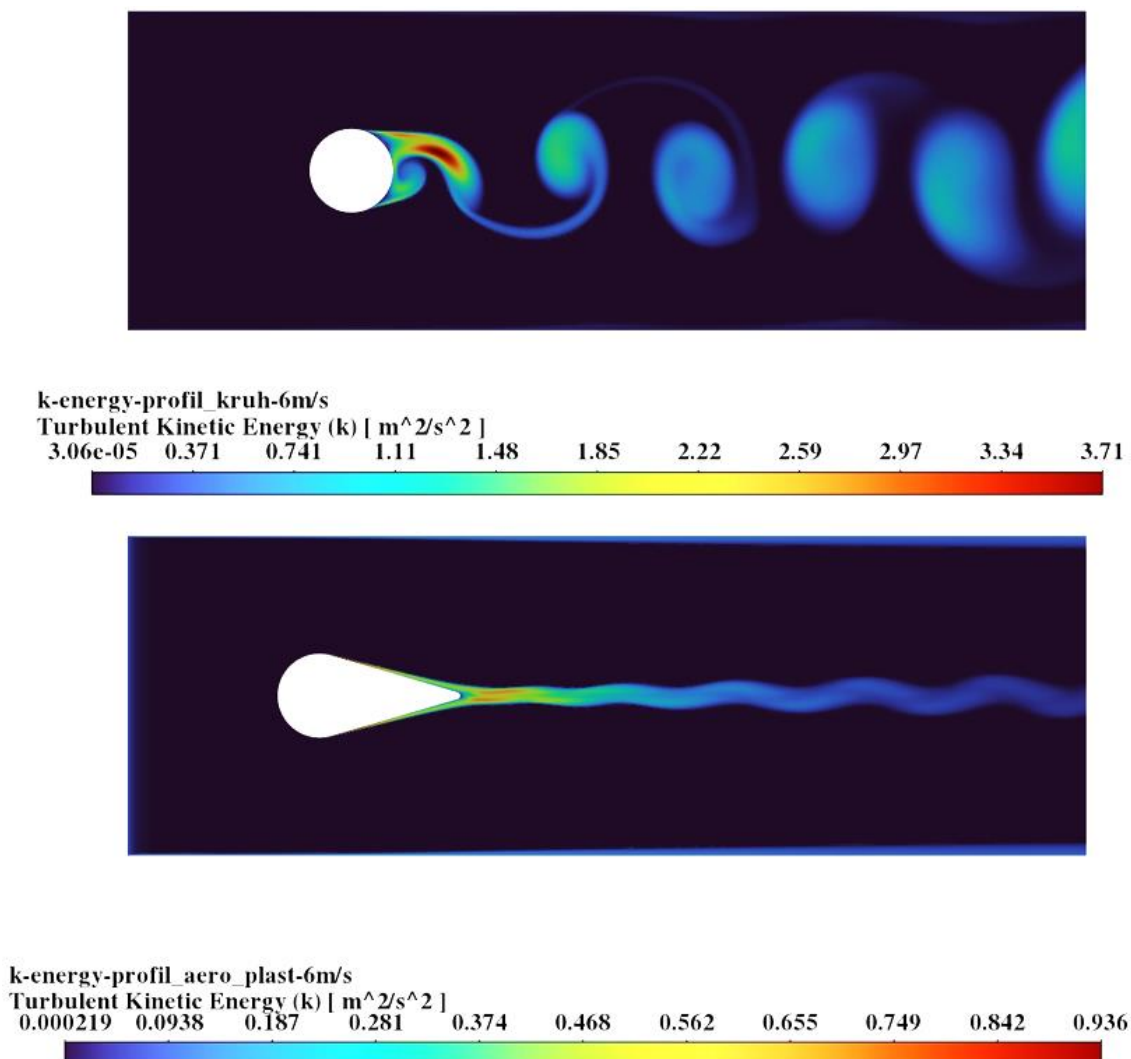 k-energy-profil_kruh-6m/s
Turbulent Kinetic Energy (k) [ m^2/s^2 ]
3.06e-05 0.371 0.741 1.11 1.48 1.85 2.22 2.59 2.97 3.34 3.71
k-energy-profil_aero_plast-6m/s
Turbulent Kinetic Energy (k) [ m^2/s^2 ]
0.000219 0.0938 0.187 0.281 0.374 0.468 0.562 0.655 0.749 0.842 0.936